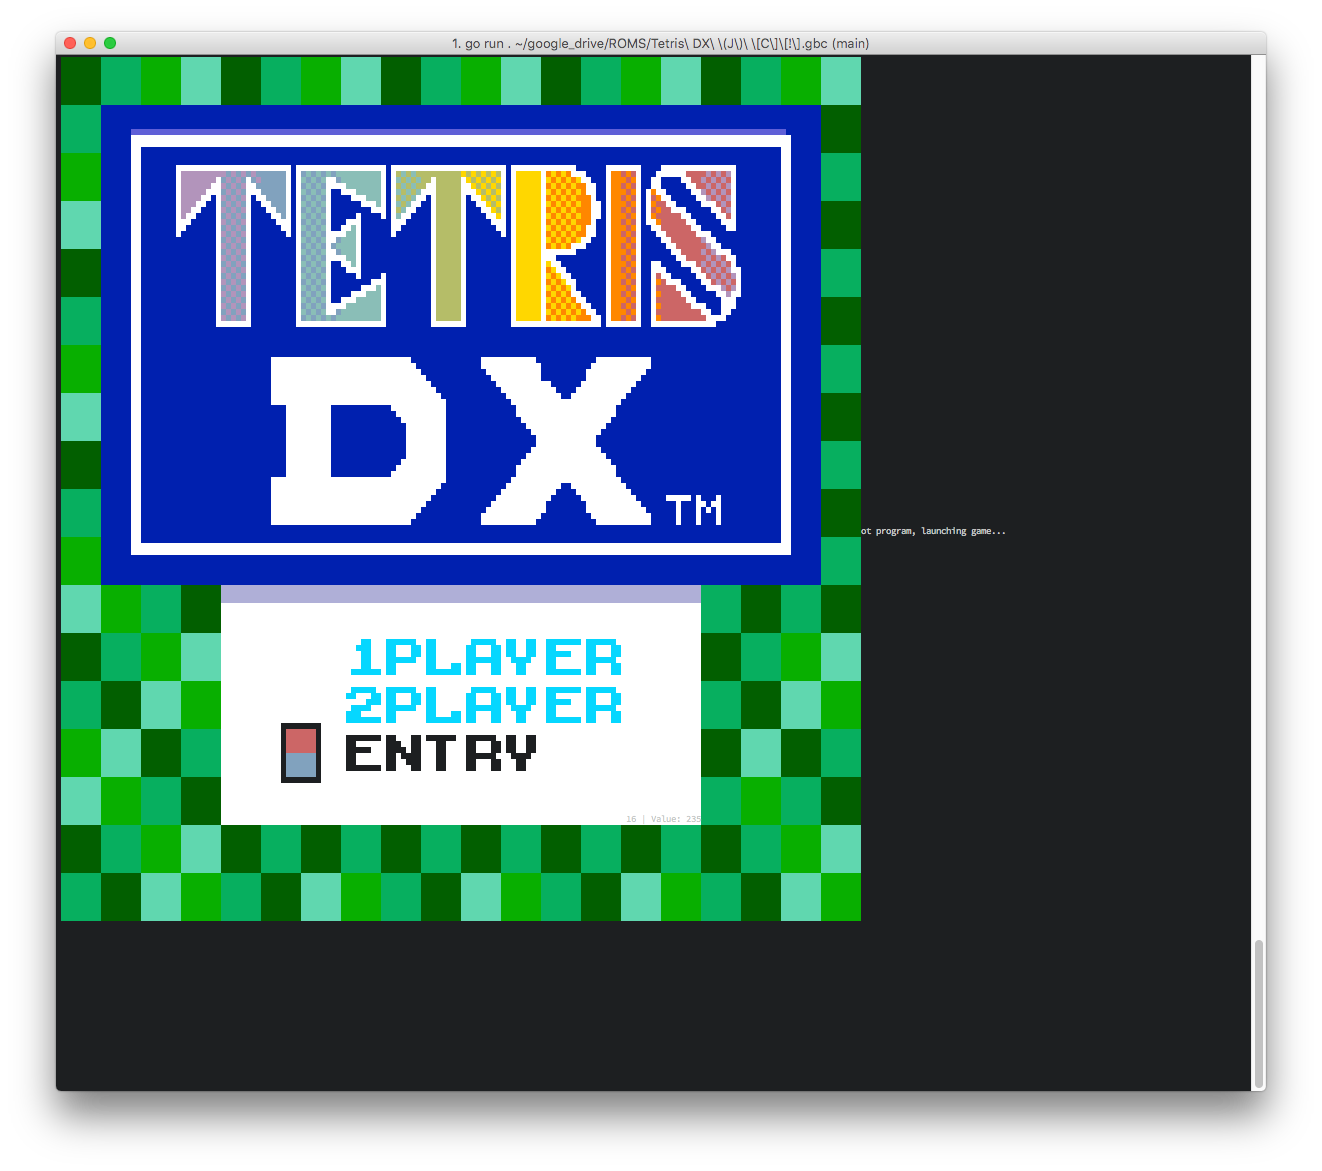 1. go run . ~/google_drive/ROMS/Tetris\ DX\ \(J\)\ \[C\]\[!\].gbc (main)
TETRIS
DX TM
ot program, launching game...
1PLAYER
2PLAYER
ENTRY
16 | Value: 235